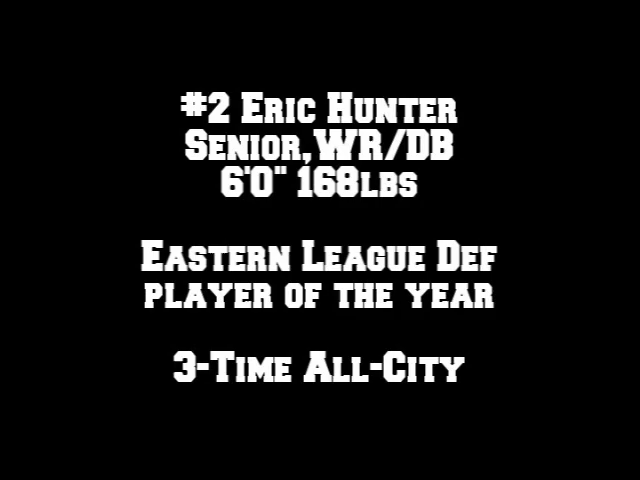 #2 Eric Hunter
Senior, WR/DB
6'0" 168lbs
Eastern League Def
player of the year
3-Time All-City